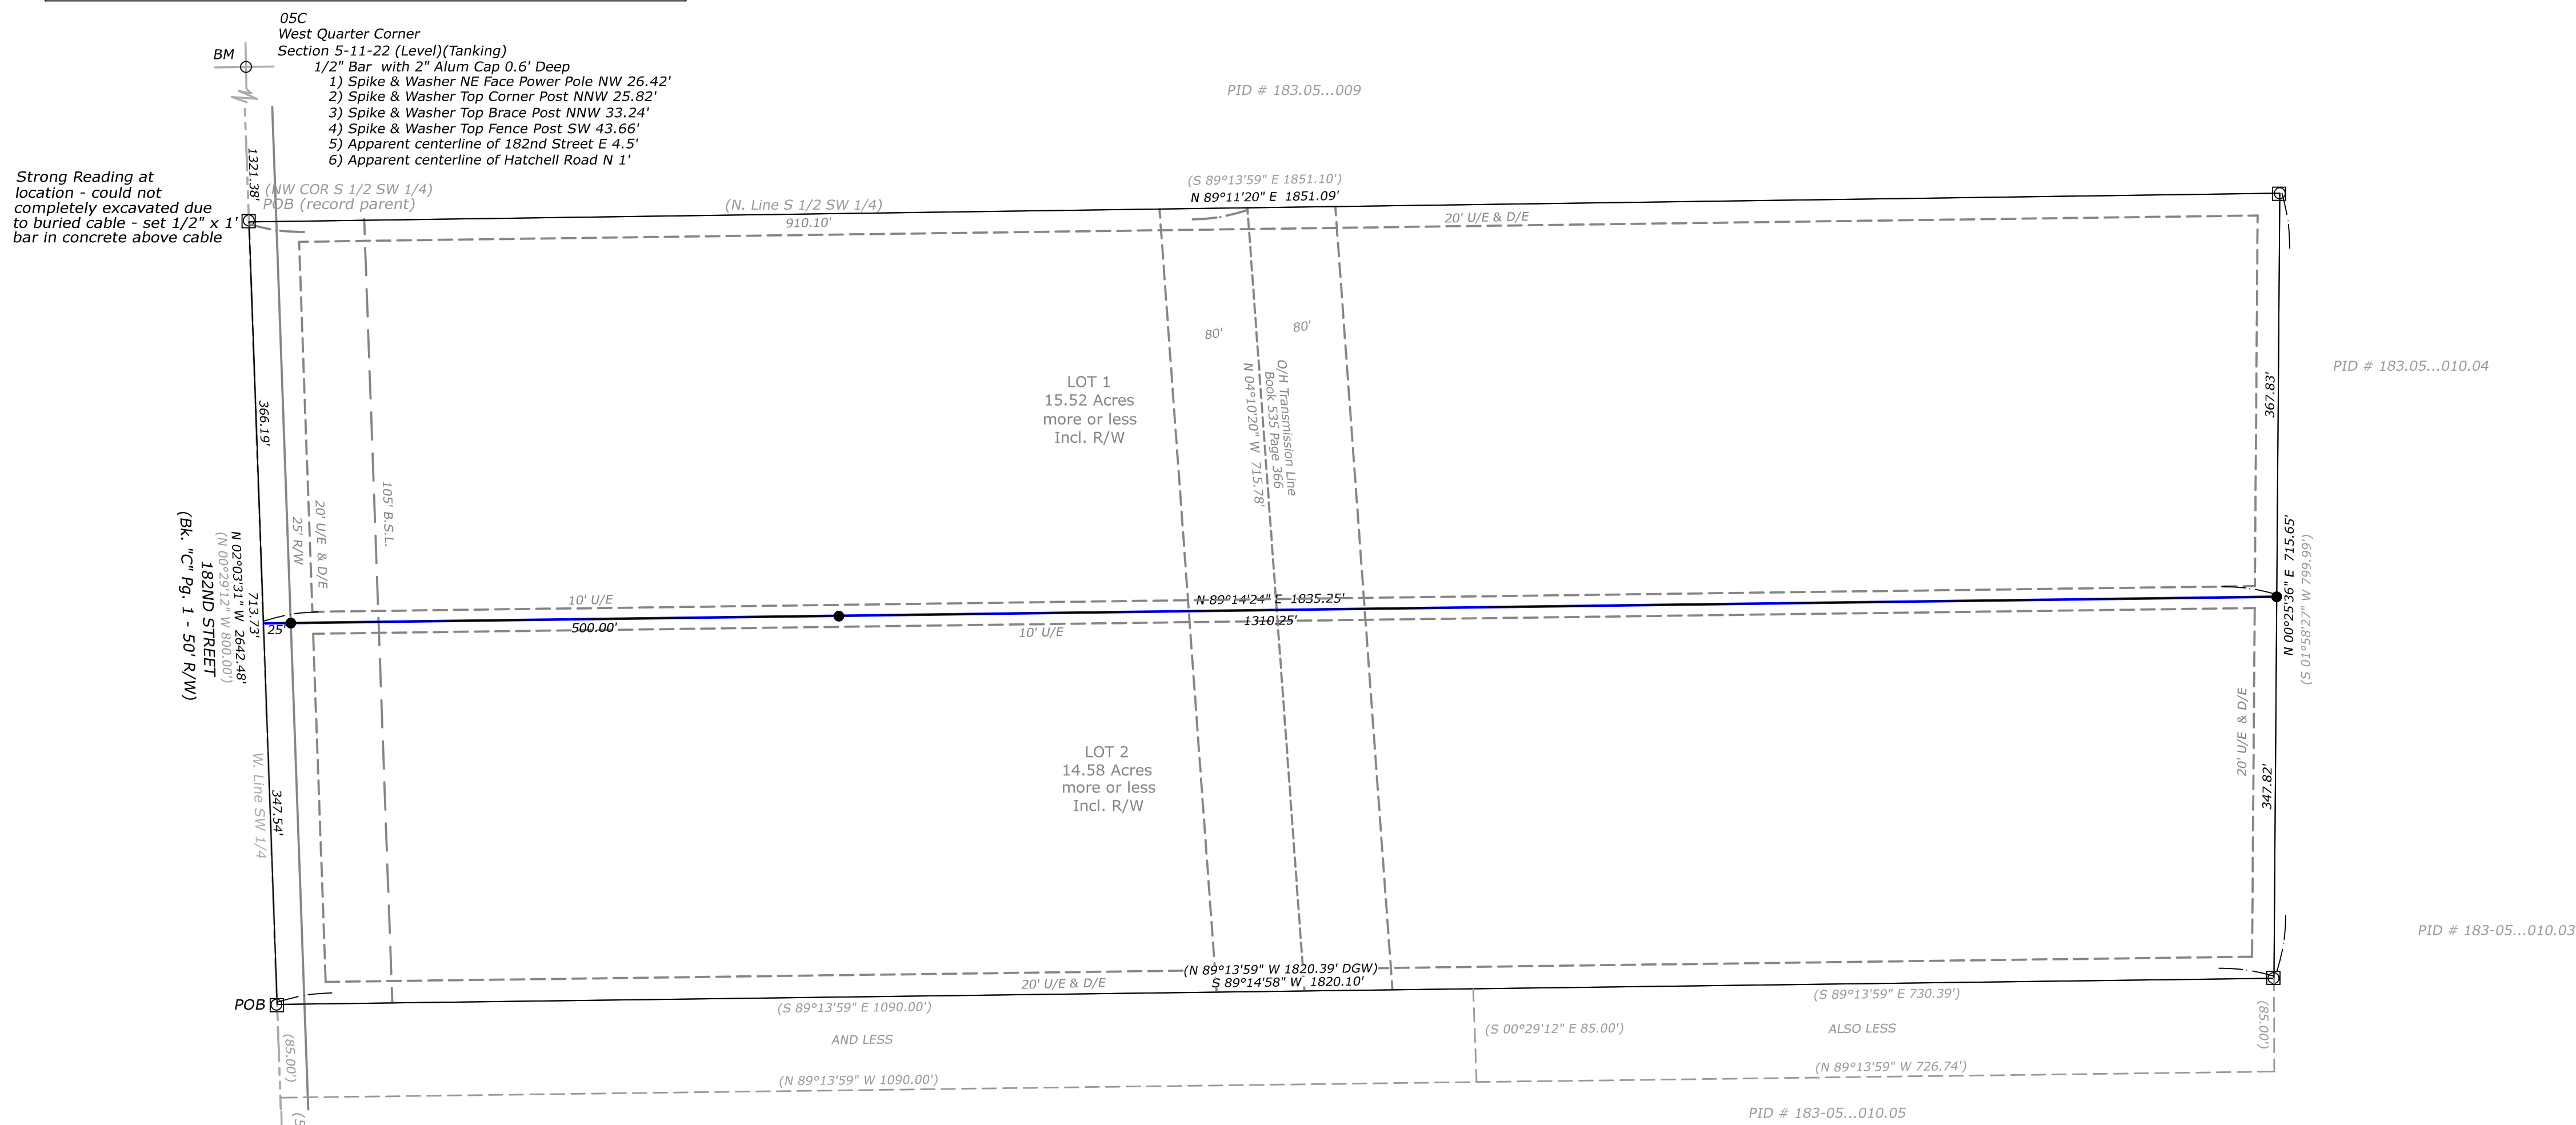 05C
West Quarter Corner
BM
Section 5-11-22 (Level)(Tanking)
1/2" Bar with 2" Alum Cap 0.6' Deep
1) Spike & Washer NE Face Power Pole NW 26.42'
2) Spike & Washer Top Corner Post NNW 25.82'
3) Spike & Washer Top Brace Post NNW 33.24'
4) Spike & Washer Top Fence Post SW 43.66'
5) Apparent centerline of 182nd Street E 4.5'
6) Apparent centerline of Hatchell Road N 1'
PID # 183.05...009
1321.38'
Strong Reading at
location - could not
completely excavated due
to buried cable - set 1/2" x 1'
bar in concrete above cable
(NW COR S 1/2 SW 1/4)
POB (record parent)
(N. Line S 1/2 SW 1/4)
910.10'
(S 89°13'59" E 1851.10')
N 89°11'20" E 1851.09'
20' U/E & D/E
80'
80'
O/H Transmission Line
Book 535 Page 366
N 04°10'20" W 715.78'
LOT 1
15.52 Acres
more or less
Incl. R/W
PID # 183.05...010.04
366.19'
367.83'
105' B.S.L.
20' U/E & D/E
25' R/W
N 02°03'31" W 2642.48'
(N 00°29'12" W 800.00')
182ND STREET
(Bk. "C" Pg. 1 - 50' R/W)
713.73'
N 00°25'36" E 715.65'
(S 01°58'27" W 799.99')
10' U/E
N 89°14'24" E 1835.25'
25'
500.00'
10' U/E
1310.25'
LOT 2
14.58 Acres
more or less
Incl. R/W
W. Line SW 1/4
347.54'
347.82'
20' U/E & D/E
PID # 183-05...010.03
(N 89°13'59" W 1820.39' DGW)
S 89°14'58" W 1820.10'
20' U/E & D/E
POB
(S 89°13'59" E 1090.00')
(S 89°13'59" E 730.39')
(85.00')
AND LESS
(S 00°29'12" E 85.00')
ALSO LESS
(85.00')
(N 89°13'59" W 1090.00')
(N 89°13'59" W 726.74')
PID # 183-05...010.05
(5